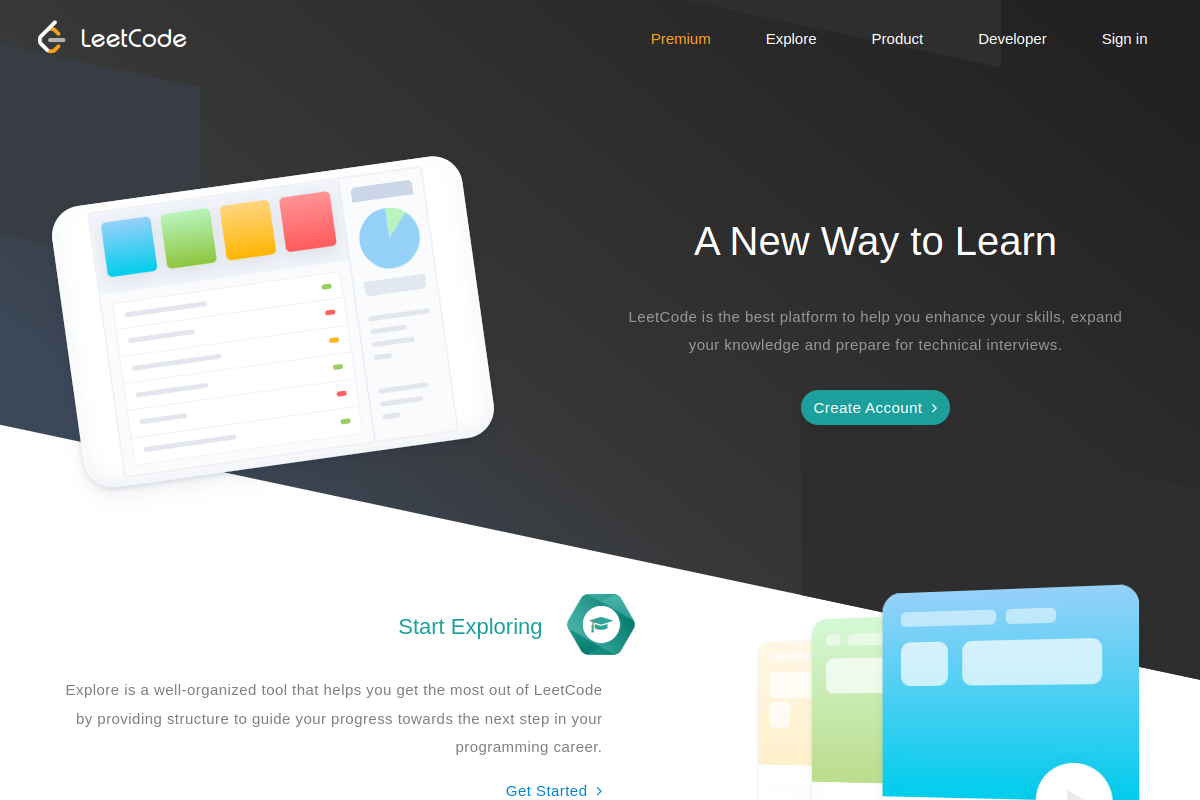 LeetCode
Premium
Explore
Product
Developer
Sign in
A New Way to Learn
LeetCode is the best platform to help you enhance your skills, expand
your knowledge and prepare for technical interviews.
Create Account
Start Exploring
Explore is a well-organized tool that helps you get the most out of LeetCode
by providing structure to guide your progress towards the next step in your
programming career.
Get Started